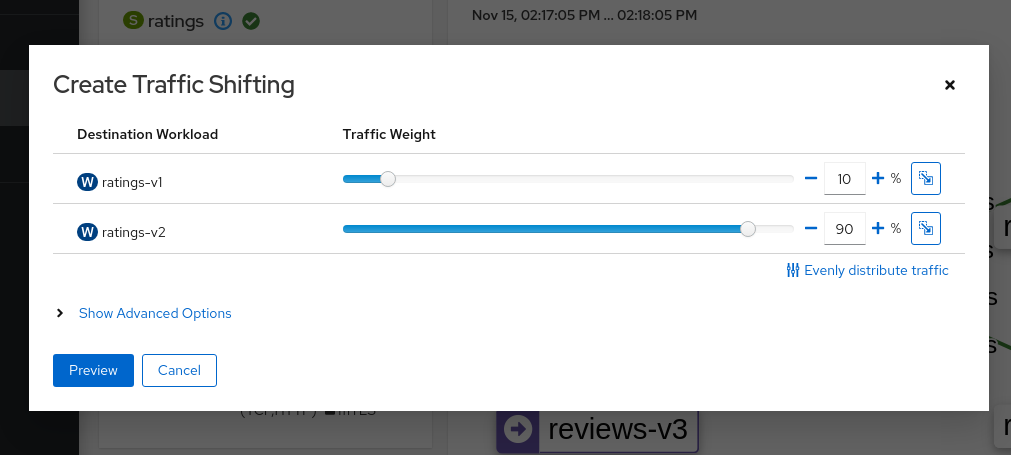 S ratings
Nov 15, 02:17:05 PM ... 02:18:05 PM
Create Traffic Shifting
Destination Workload Traffic Weight
W ratings-v1 10 %
W ratings-v2 90 %
Evenly distribute traffic
Show Advanced Options
Preview Cancel
reviews-v3